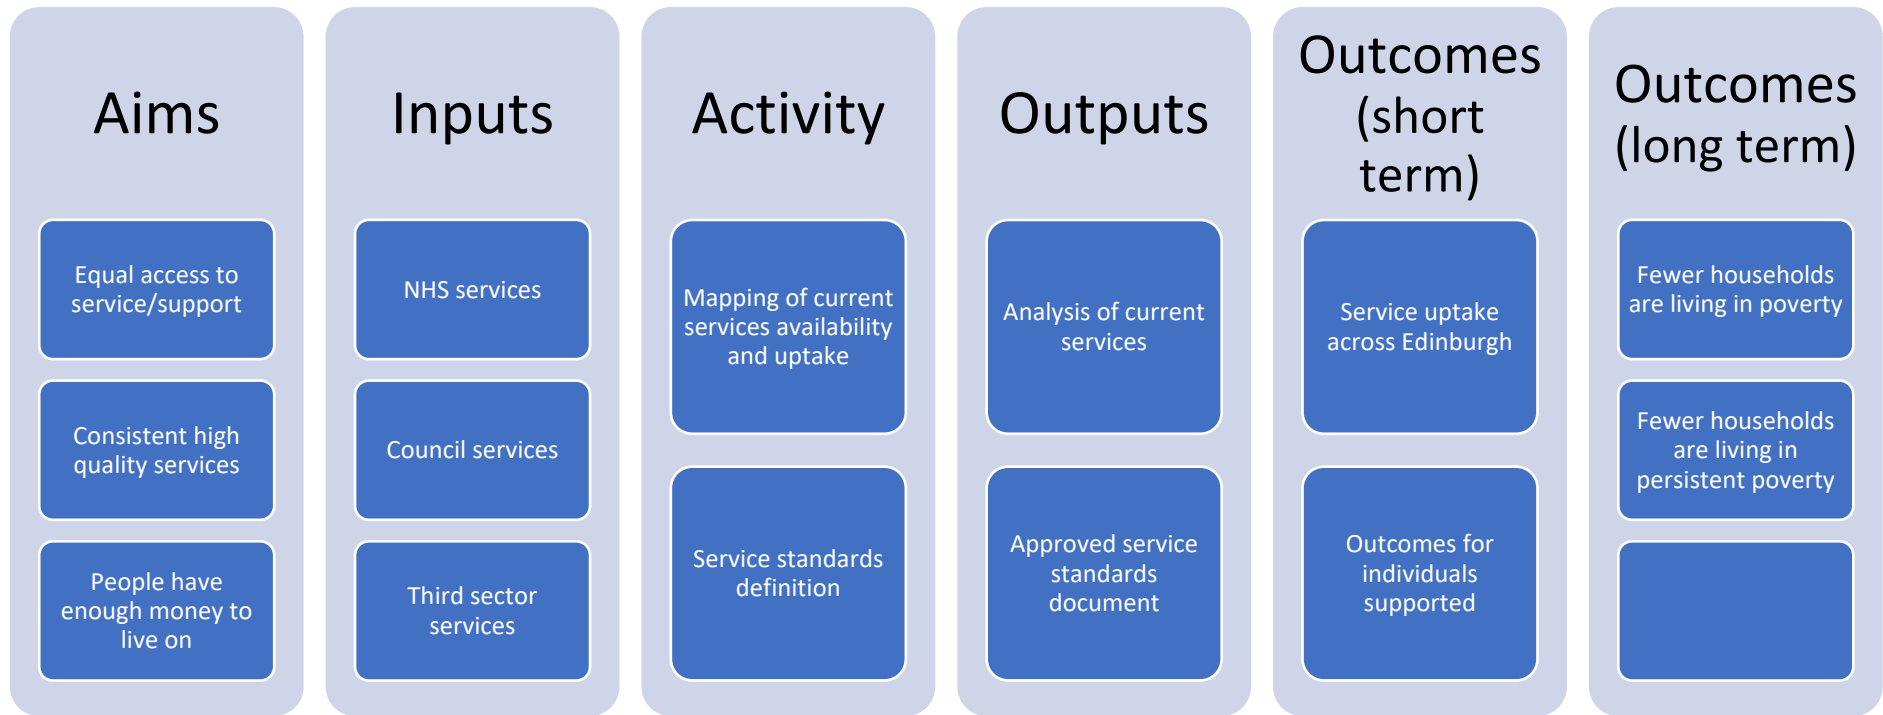 Aims
Equal access to
service/support
Consistent high
quality services
People have
enough money to
live on
Inputs
NHS services
Council services
Third sector
services
Activity
Mapping of current
services availability
and uptake
Service standards
definition
Outputs
Analysis of current
services
Approved service
standards
document
Outcomes
(short
term)
Service uptake
across Edinburgh
Outcomes for
individuals
supported
Outcomes
(long term)
Fewer households
are living in poverty
Fewer households
are living in
persistent poverty